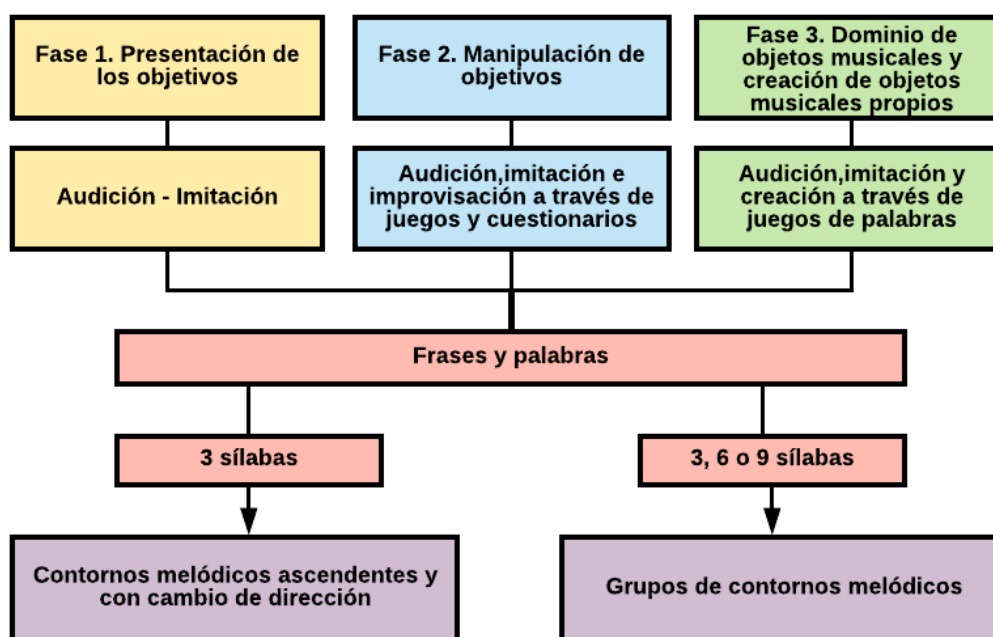 Fase 1. Presentación de
los objetivos
Fase 2. Manipulación de
objetivos
Fase 3. Dominio de
objetos musicales y
creación de objetos
musicales propios
Audición - Imitación
Audición,imitación e
improvisación a través de
juegos y cuestionarios
Audición,imitación y
creación a través de
juegos de palabras
Frases y palabras
3 sílabas
3, 6 o 9 sílabas
Contornos melódicos ascendentes y
con cambio de dirección
Grupos de contornos melódicos